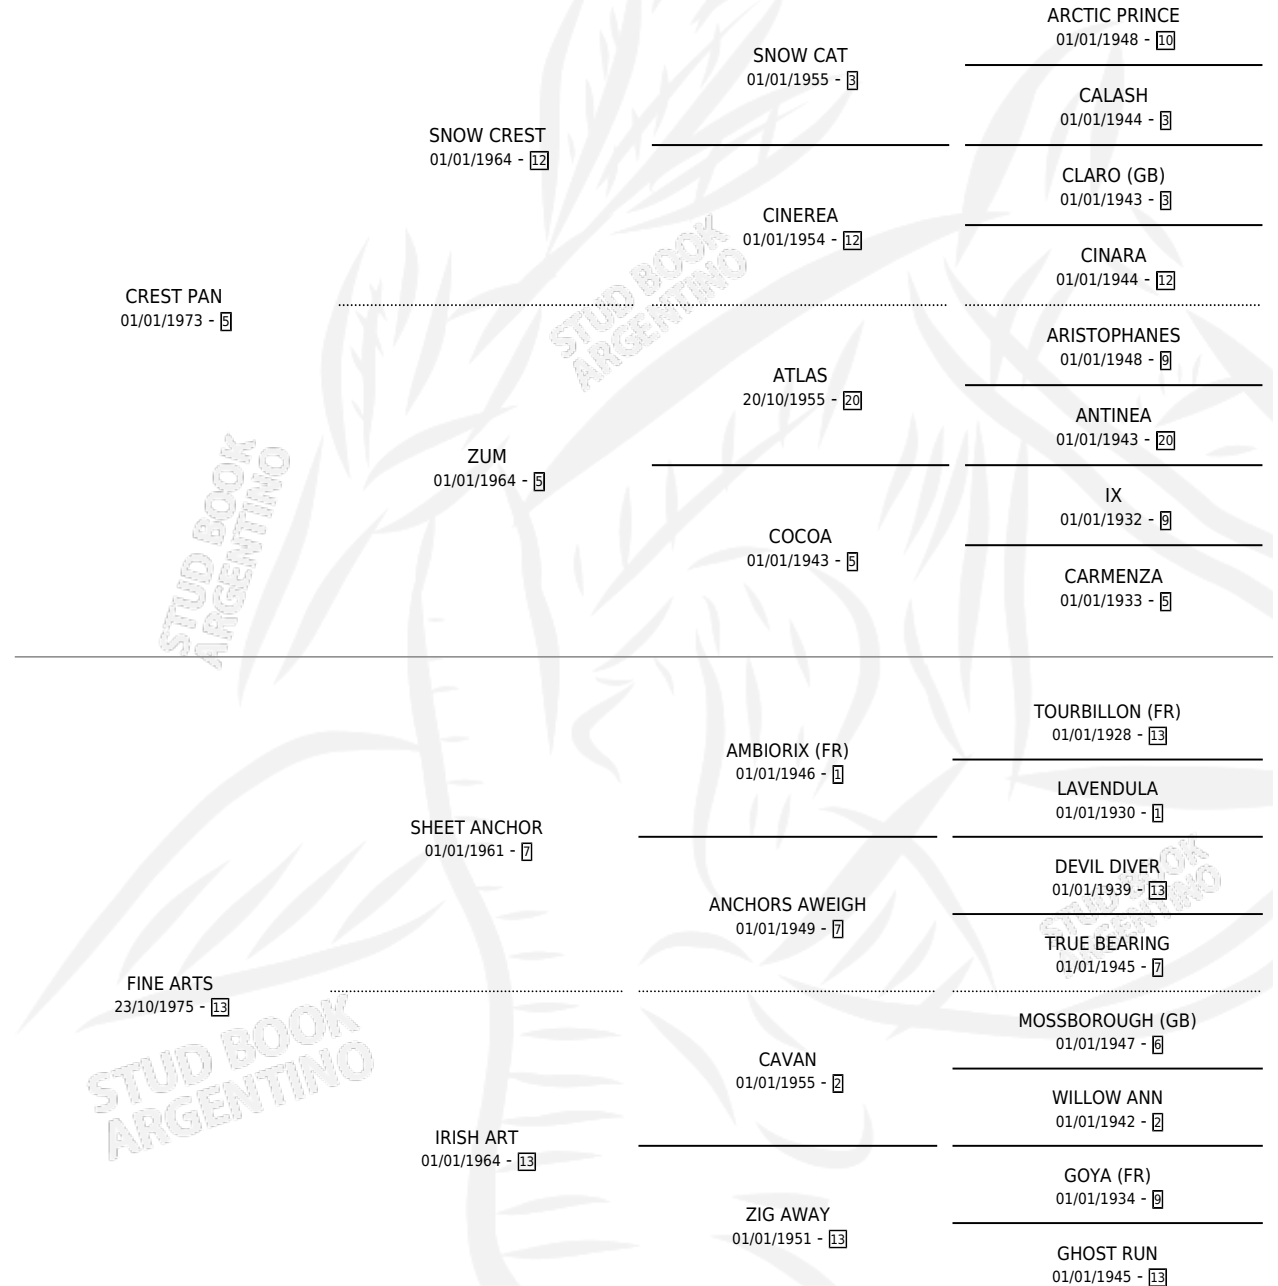 ARCTIC PRINCE
01/01/1948 - 10
SNOW CAT
01/01/1955 - 3
CALASH
01/01/1944 - 3
SNOW CREST
01/01/1964 - 12
CLARO (GB)
01/01/1943 - 3
CINEREA
01/01/1954 - 12
CINARA
01/01/1944 - 12
CREST PAN
01/01/1973 - 5
ARISTOPHANES
01/01/1948 - 9
ATLAS
20/10/1955 - 20
ANTINEA
01/01/1943 - 20
ZUM
01/01/1964 - 5
IX
01/01/1932 - 9
COCOA
01/01/1943 - 5
CARMENZA
01/01/1933 - 5
STUD BOOK
ARGENTINO
STUD BOOK
ARGENTINO
TOURBILLON (FR)
01/01/1928 - 13
AMBIORIX (FR)
01/01/1946 - 1
LAVENDULA
01/01/1930 - 1
SHEET ANCHOR
01/01/1961 - 7
DEVIL DIVER
01/01/1939 - 13
ANCHORS AWEIGH
01/01/1949 - 7
TRUE BEARING
01/01/1945 - 7
STUD BOOK
ARGENTINO
FINE ARTS
23/10/1975 - 13
MOSSBOROUGH (GB)
01/01/1947 - 6
CAVAN
01/01/1955 - 2
WILLOW ANN
01/01/1942 - 2
STUD BOOK
ARGENTINO
IRISH ART
01/01/1964 - 13
GOYA (FR)
01/01/1934 - 9
ZIG AWAY
01/01/1951 - 13
GHOST RUN
01/01/1945 - 13